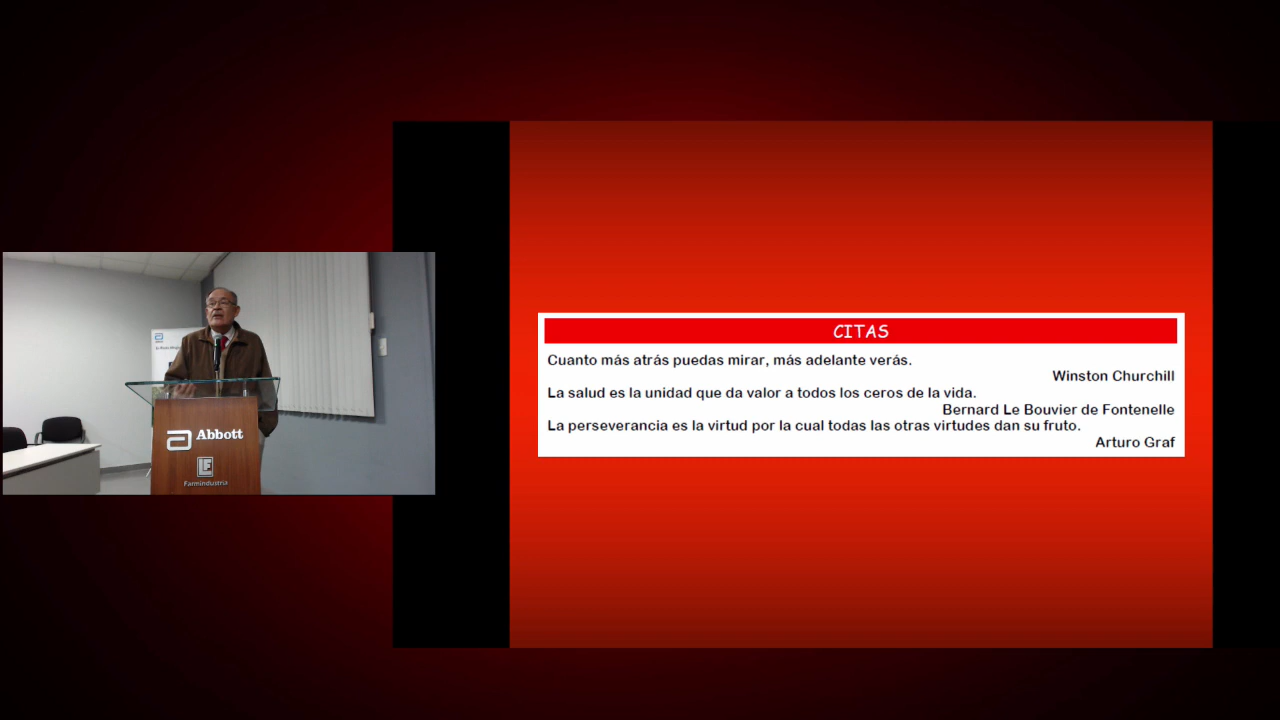 CITAS
Cuanto más atrás puedas mirar, más adelante verás.
Winston Churchill
La salud es la unidad que da valor a todos los ceros de la vida.
Bernard Le Bouvier de Fontenelle
La perseverancia es la virtud por la cual todas las otras virtudes dan su fruto.
Arturo Graf
Abbott
Farmindustria